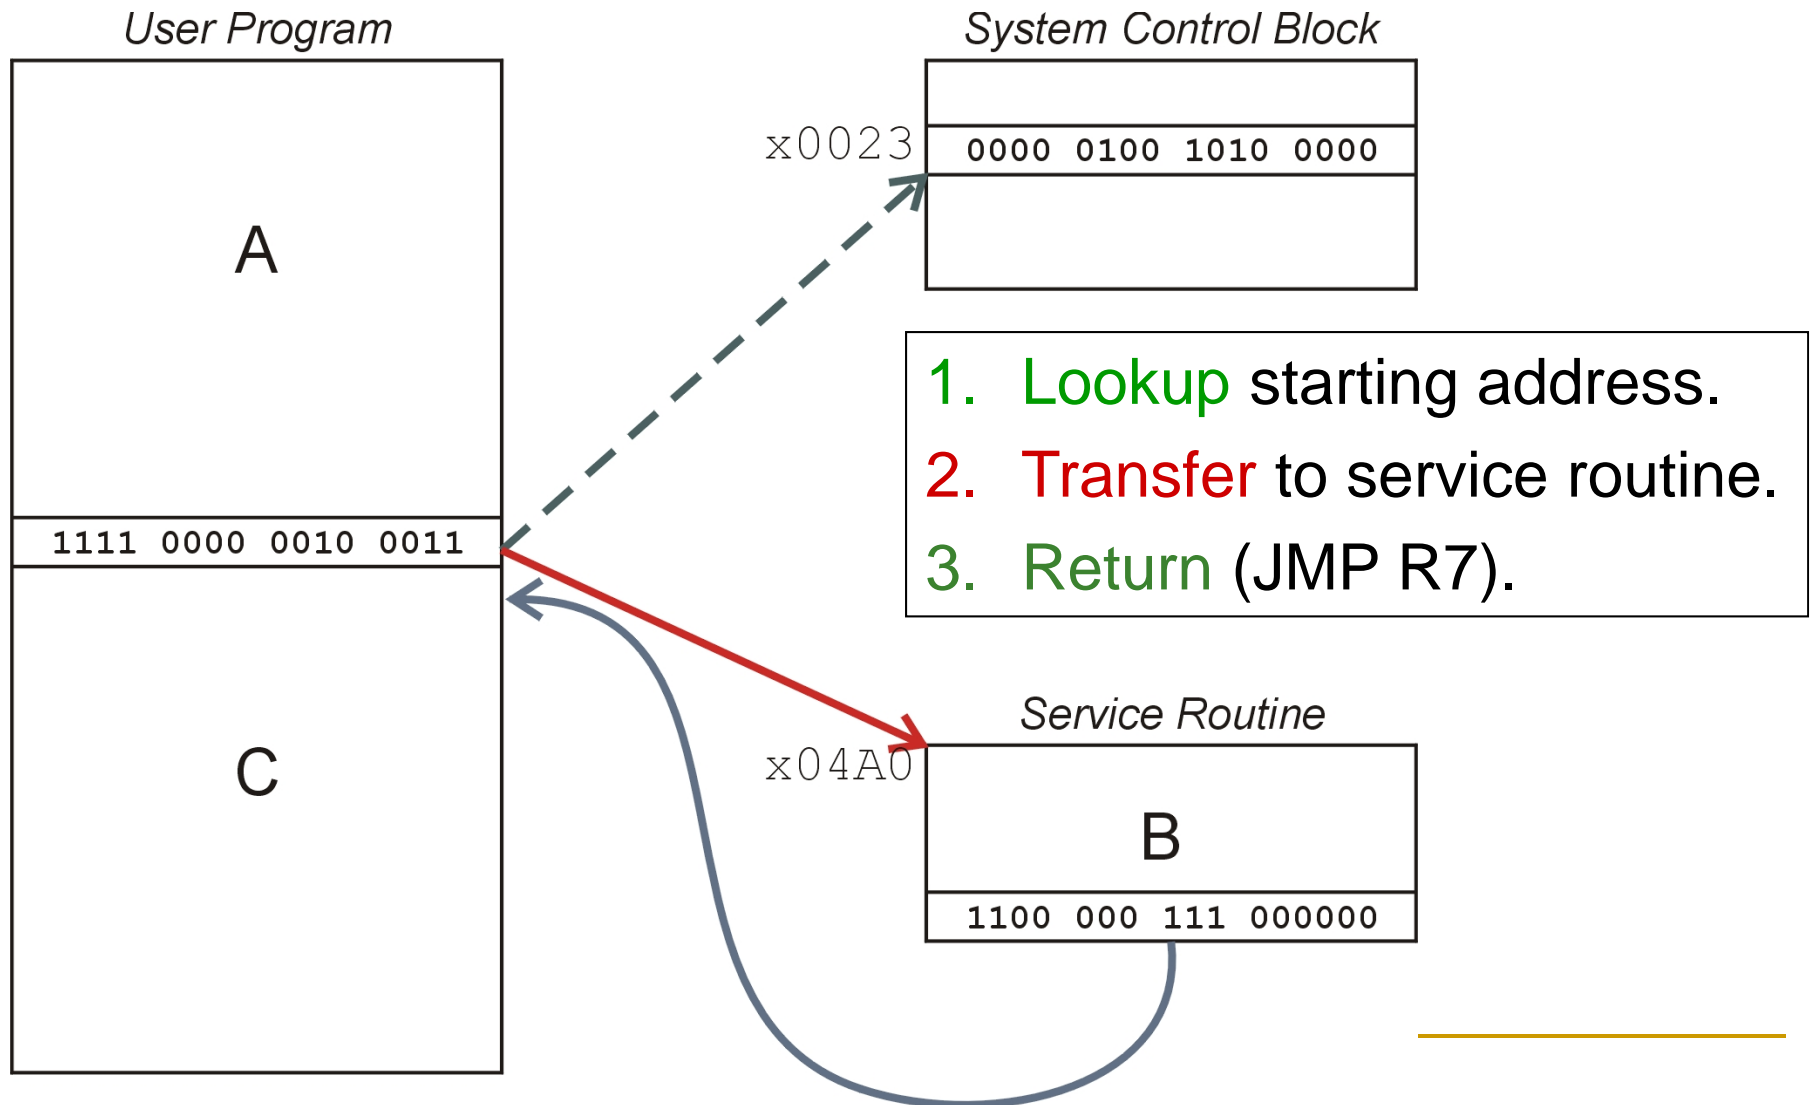 User Program
A
1111 0000 0010 0011
C
System Control Block
x0023
0000 0100 1010 0000
1. Lookup starting address.
2. Transfer to service routine.
3. Return (JMP R7).
Service Routine
x04A0
B
1100 000 111 000000